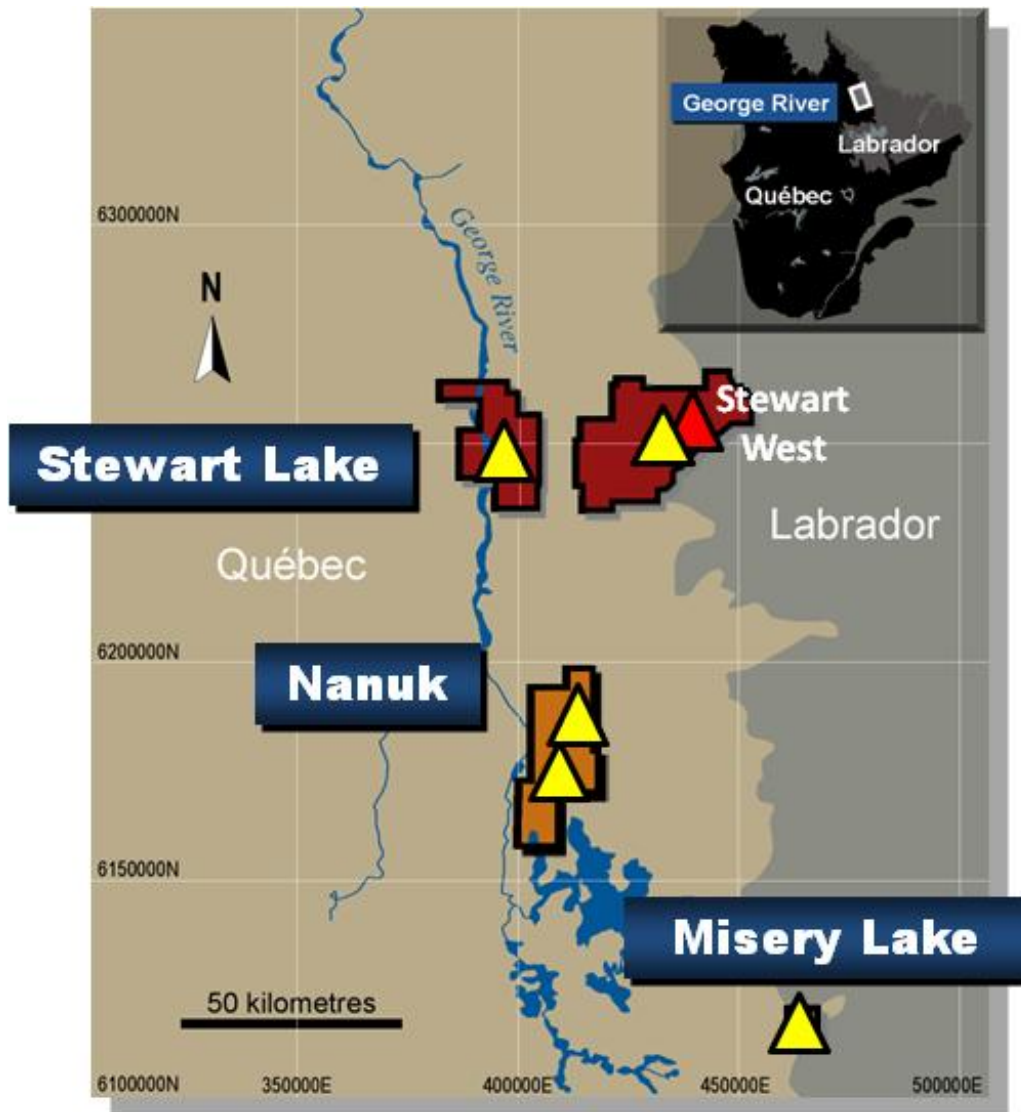 George River
Labrador
Québec
6300000N
George River
N
Stewart
West
Stewart Lake
Labrador
Québec
6200000N
Nanuk
6150000N
Misery Lake
50 kilometres
6100000N
350000E
400000E
450000E
500000E